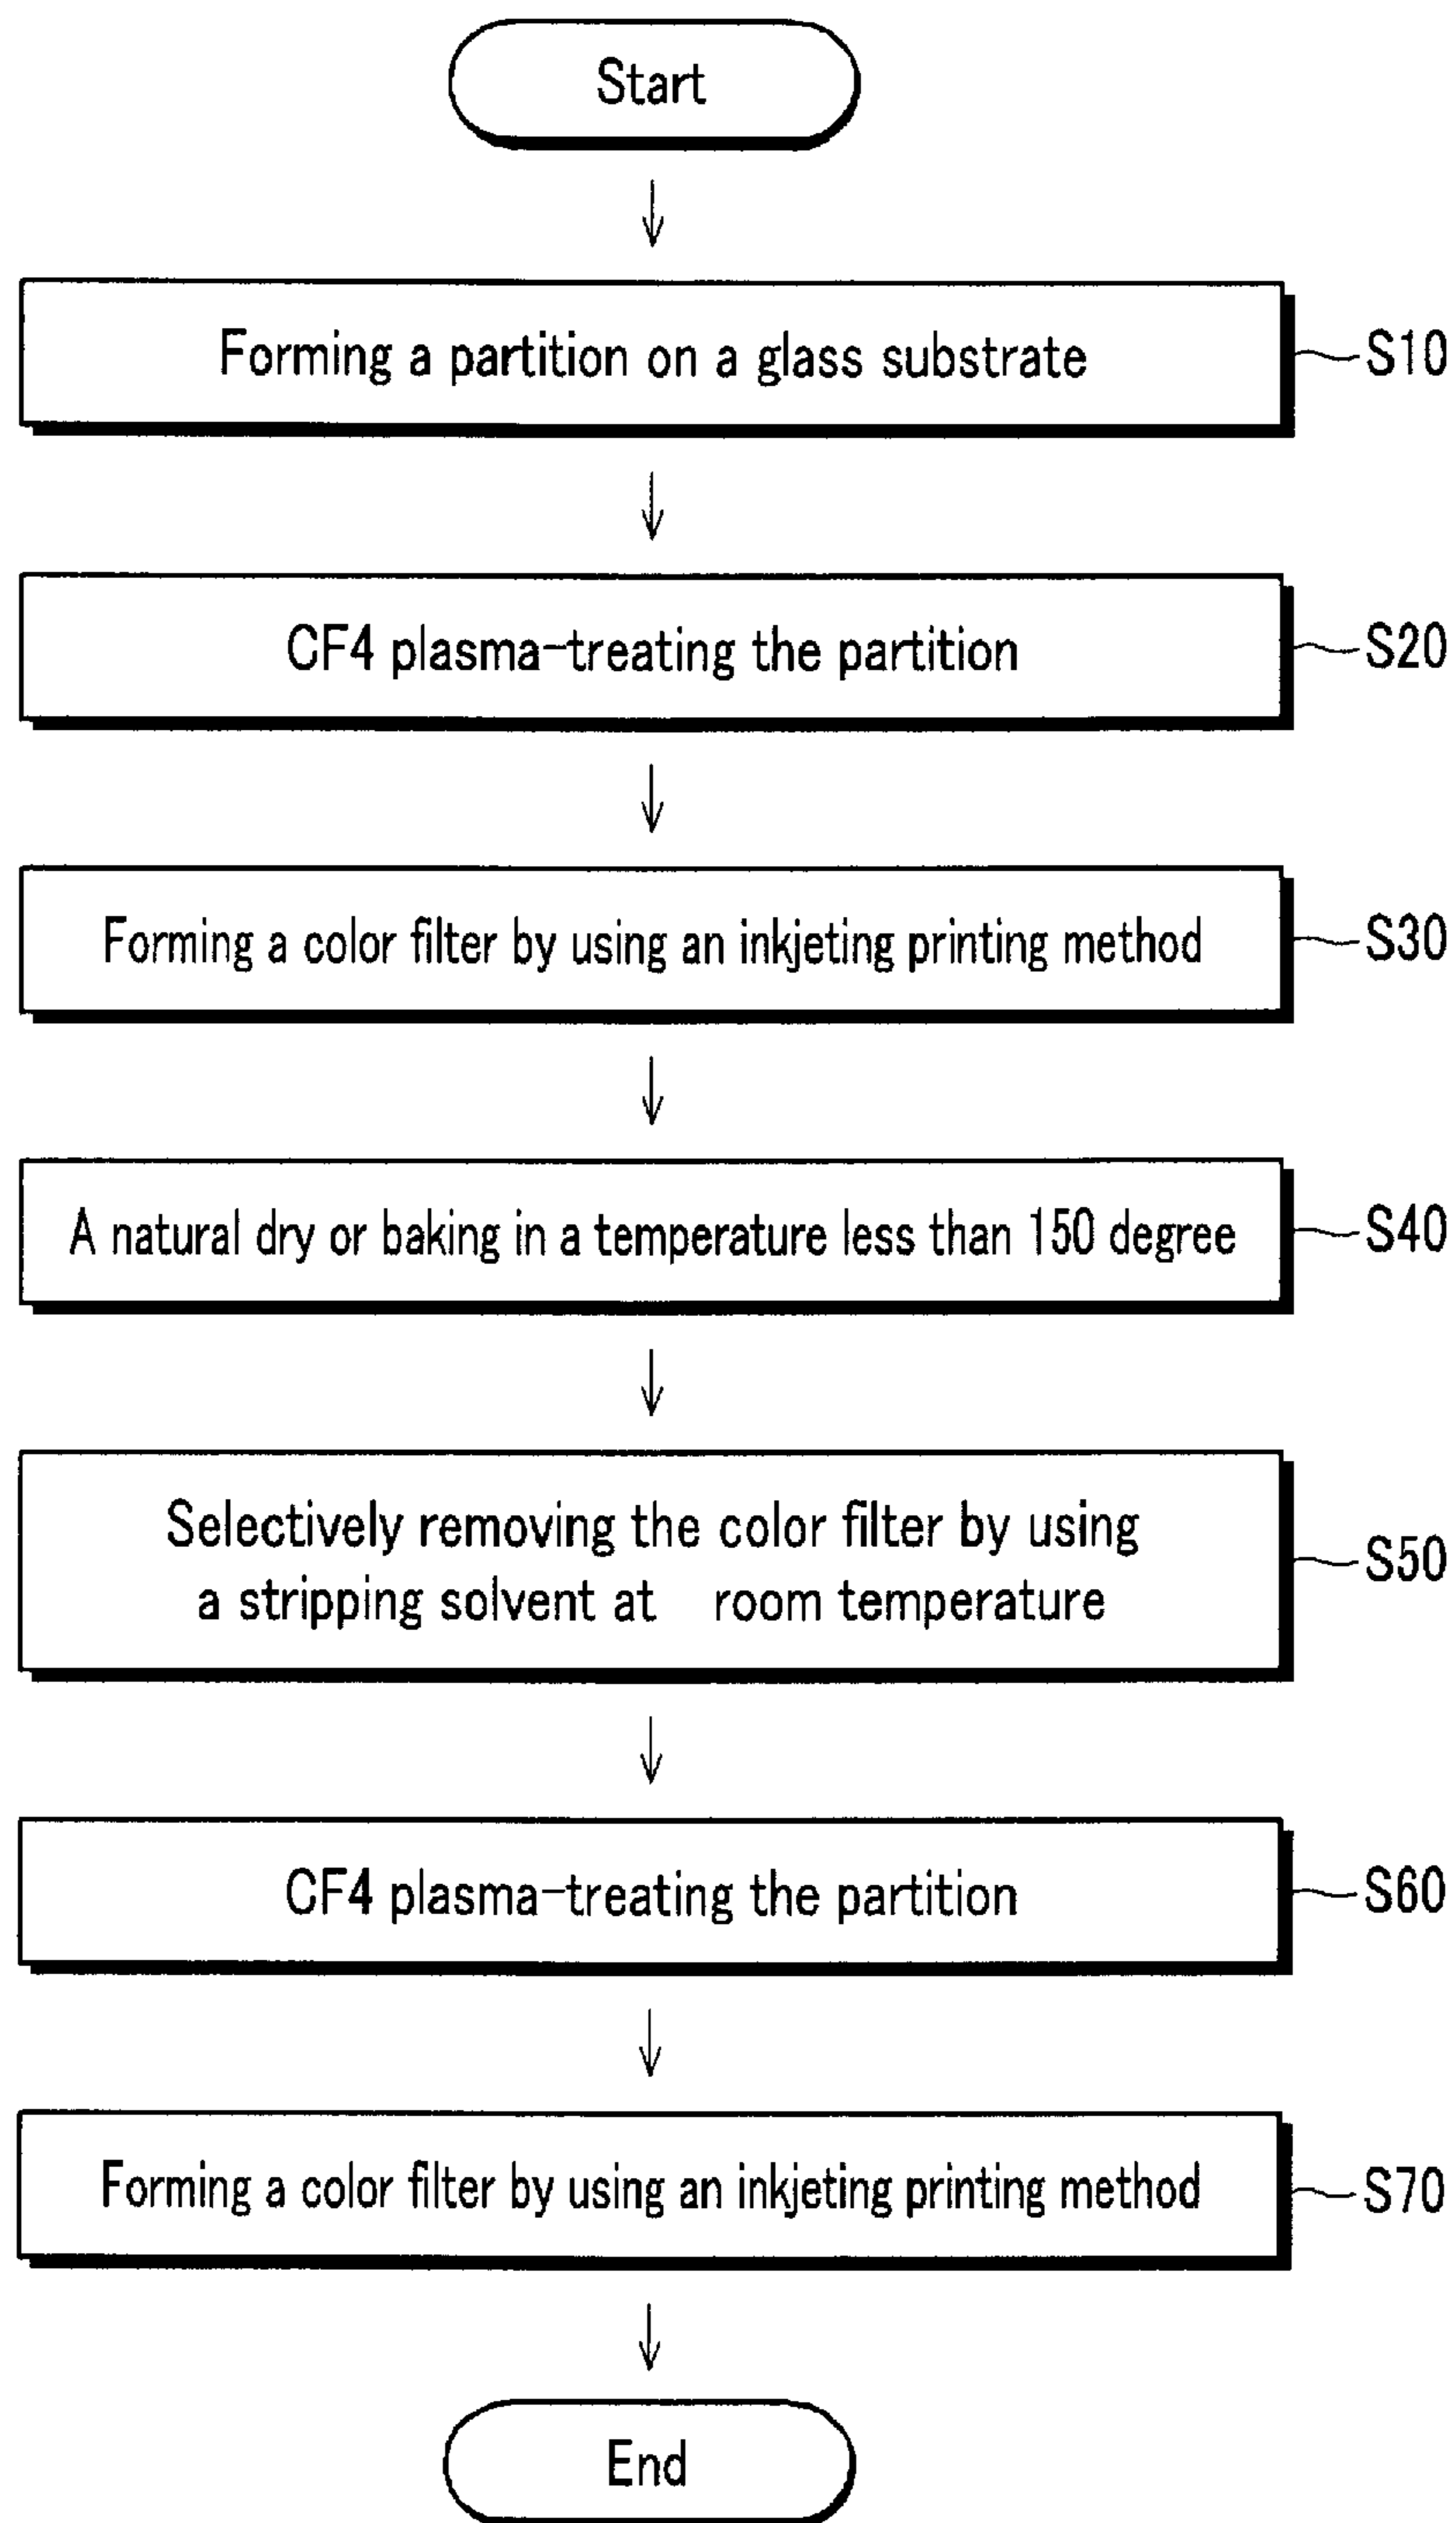 Start
Forming a partition on a glass substrate
S10
CF4 plasma-treating the partition
S20
Forming a color filter by using an inkjeting printing method
S30
A natural dry or baking in a temperature less than 150 degree
S40
Selectively removing the color filter by using
a stripping solvent at room temperature
S50
CF4 plasma-treating the partition
S60
Forming a color filter by using an inkjeting printing method
S70
End